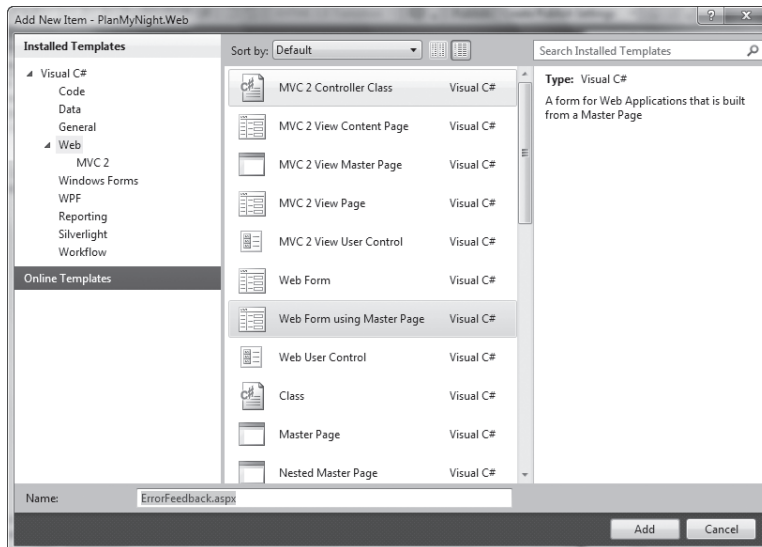 Add New Item - PlanMyNight.Web
Installed Templates
Visual C#
Code
Data
General
Web
MVC 2
Windows Forms
WPF
Reporting
Silverlight
Workflow
Online Templates
Sort by: Default
MVC 2 Controller Class Visual C#
MVC 2 View Content Page Visual C#
MVC 2 View Master Page Visual C#
MVC 2 View Page Visual C#
MVC 2 View User Control Visual C#
Web Form Visual C#
Web Form using Master Page Visual C#
Web User Control Visual C#
Class Visual C#
Master Page Visual C#
Nested Master Page Visual C#
Search Installed Templates
Type: Visual C#
A form for Web Applications that is built
from a Master Page
Name: ErrorFeedback.aspx
Add Cancel